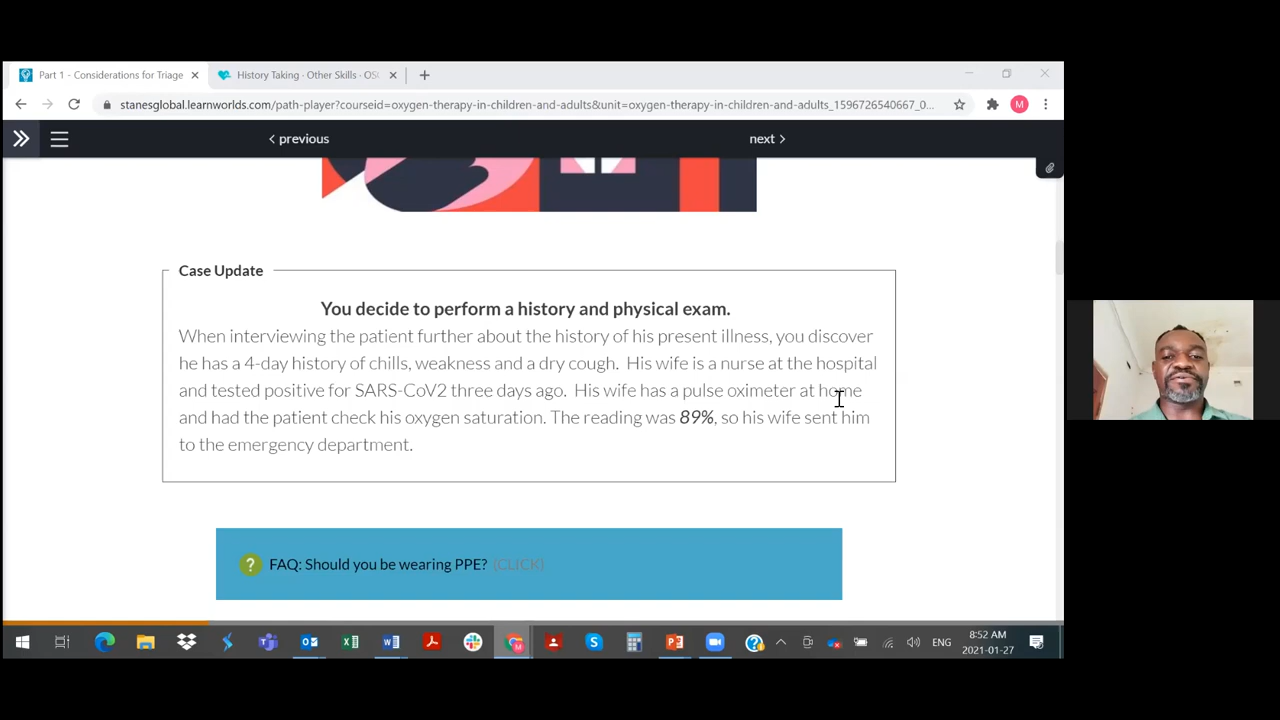 Part 1 - Considerations for Triage
History Taking · Other Skills · OS
stanesglobal.learnworlds.com/path-player?courseid=oxygen-therapy-in-children-and-adults&unit=oxygen-therapy-in-children-and-adults_1596726540667_0...
M
< previous
next >
Case Update
You decide to perform a history and physical exam.
When interviewing the patient further about the history of his present illness, you discover
he has a 4-day history of chills, weakness and a dry cough. His wife is a nurse at the hospital
and tested positive for SARS-CoV2 three days ago. His wife has a pulse oximeter at home
and had the patient check his oxygen saturation. The reading was 89%, so his wife sent him
to the emergency department.
? FAQ: Should you be wearing PPE? (CLICK)
ENG
8:52 AM
2021-01-27